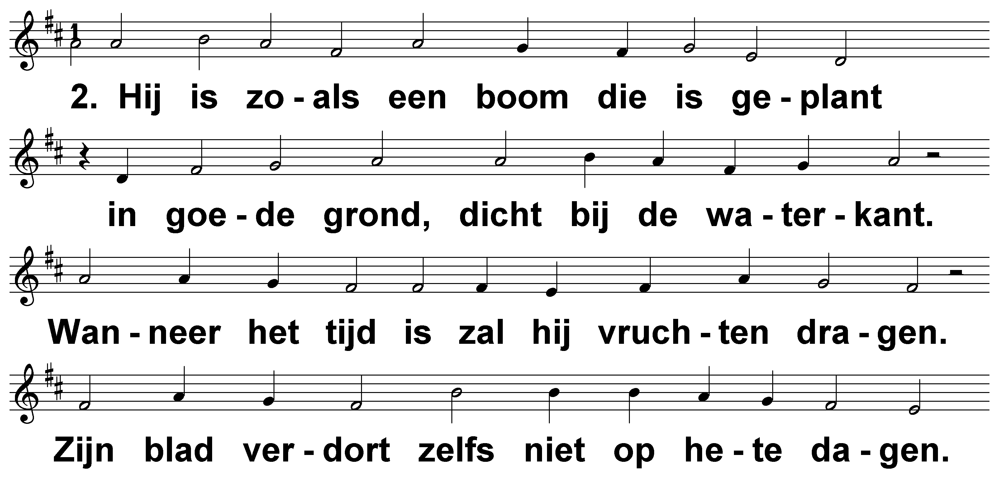 1
2. Hij is zo - als een boom die is ge - plant
in goe - de grond, dicht bij de wa - ter - kant.
Wan - neer het tijd is zal hij vruch - ten dra - gen.
Zijn blad ver - dort zelfs niet op he - te da - gen.